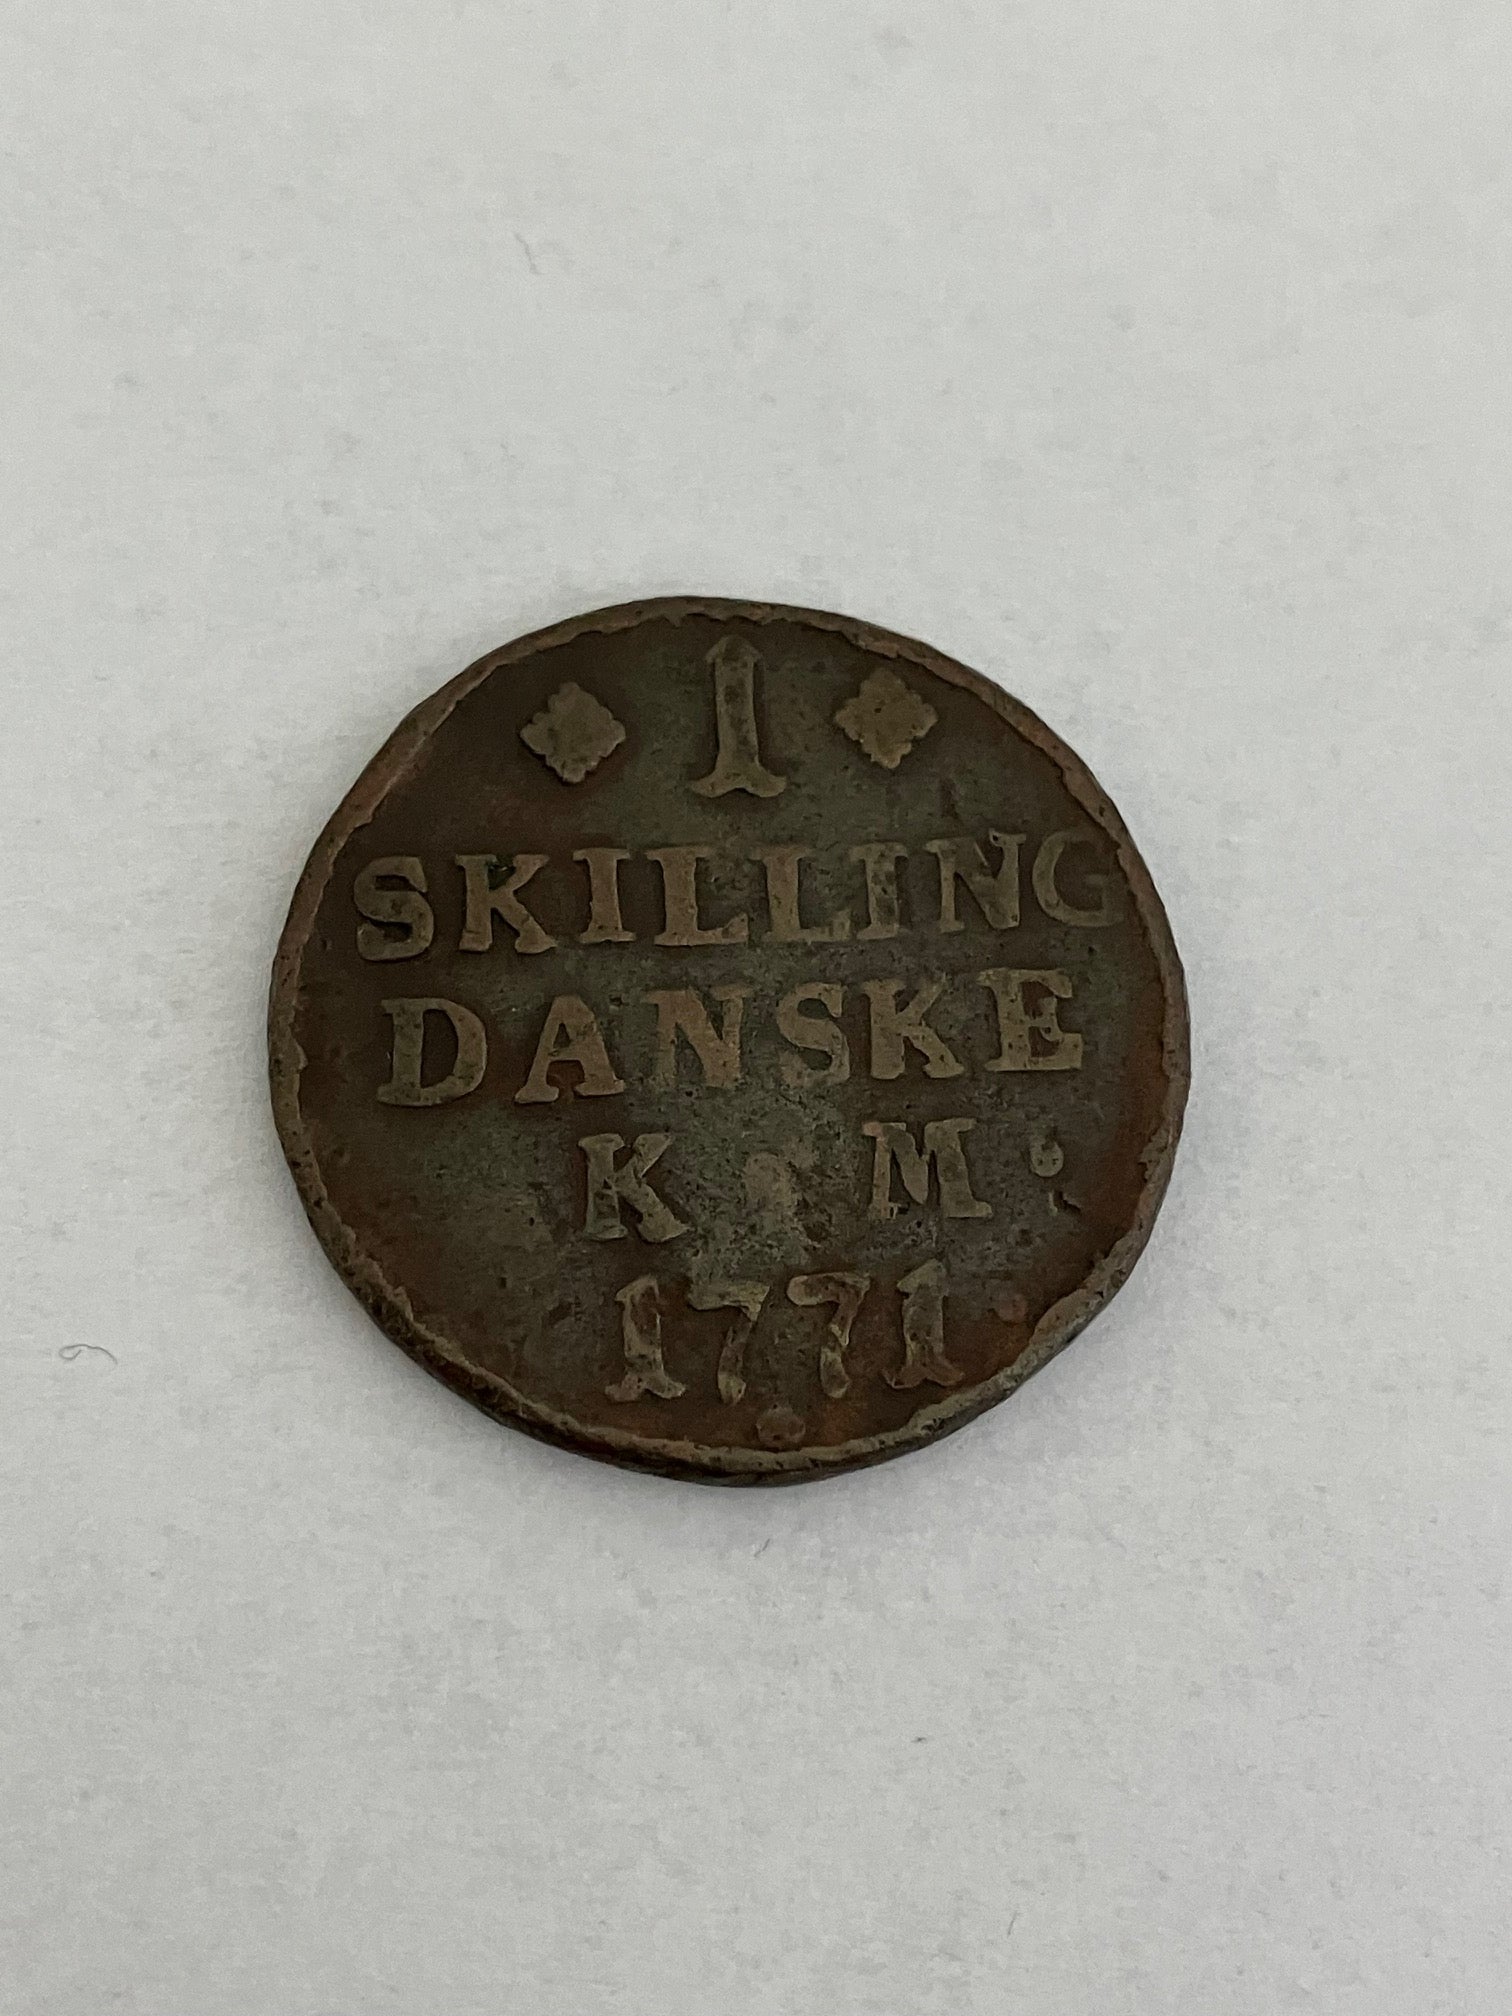 1
SKILLING
DANSKE
K M.
1771.